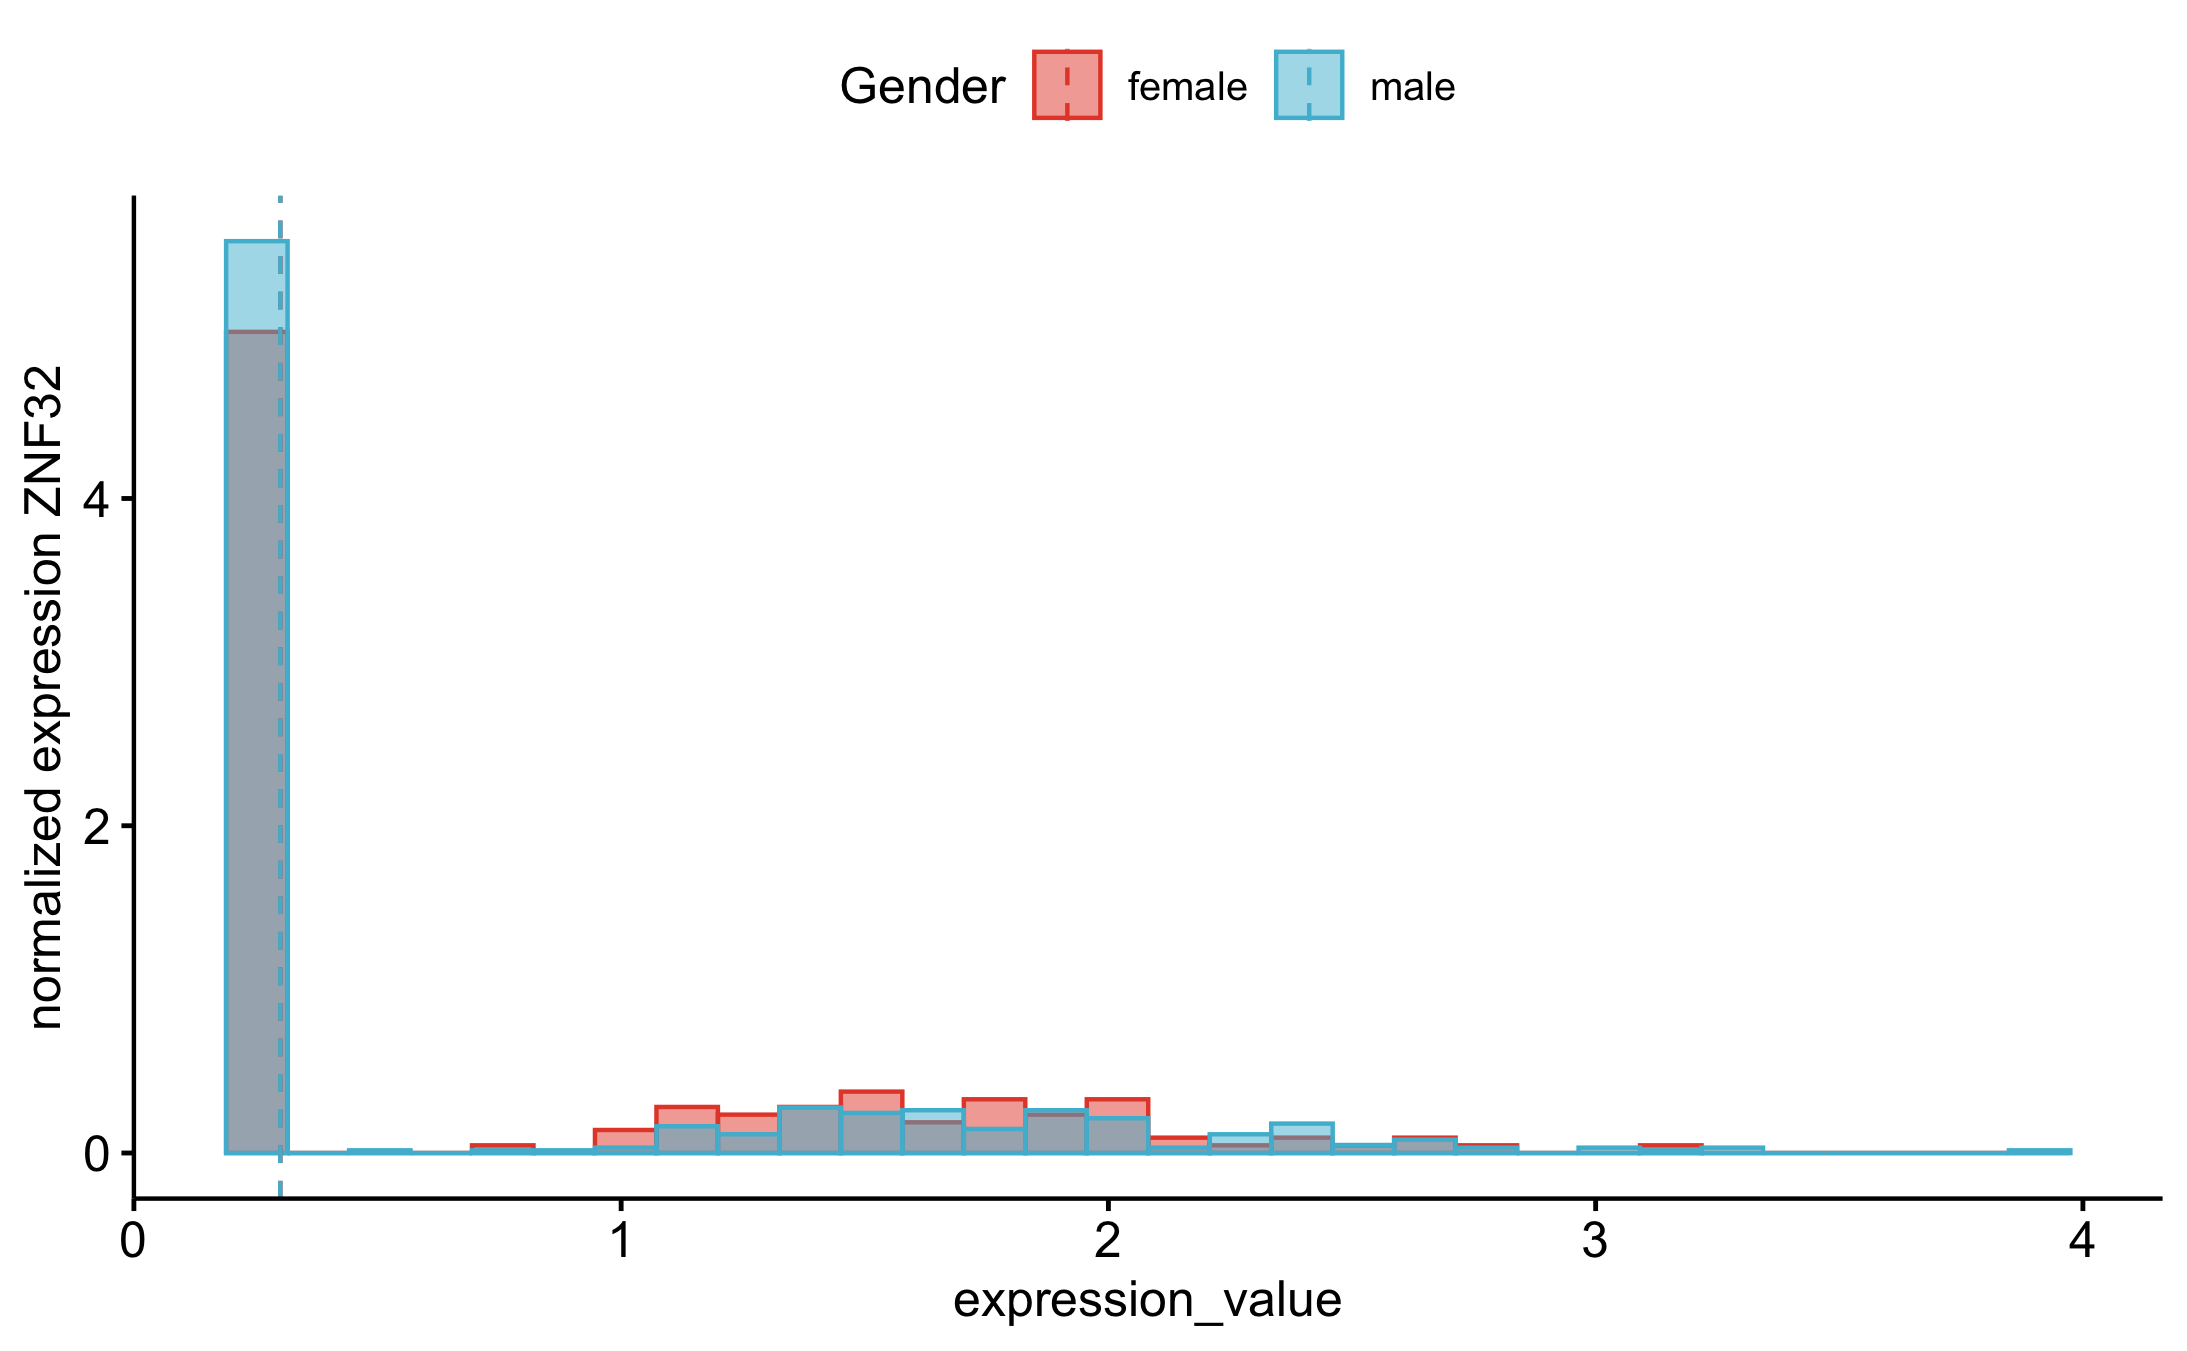 Gender female male
normalized expression ZNF32
4
2
0
0 1 2 3 4
expression_value